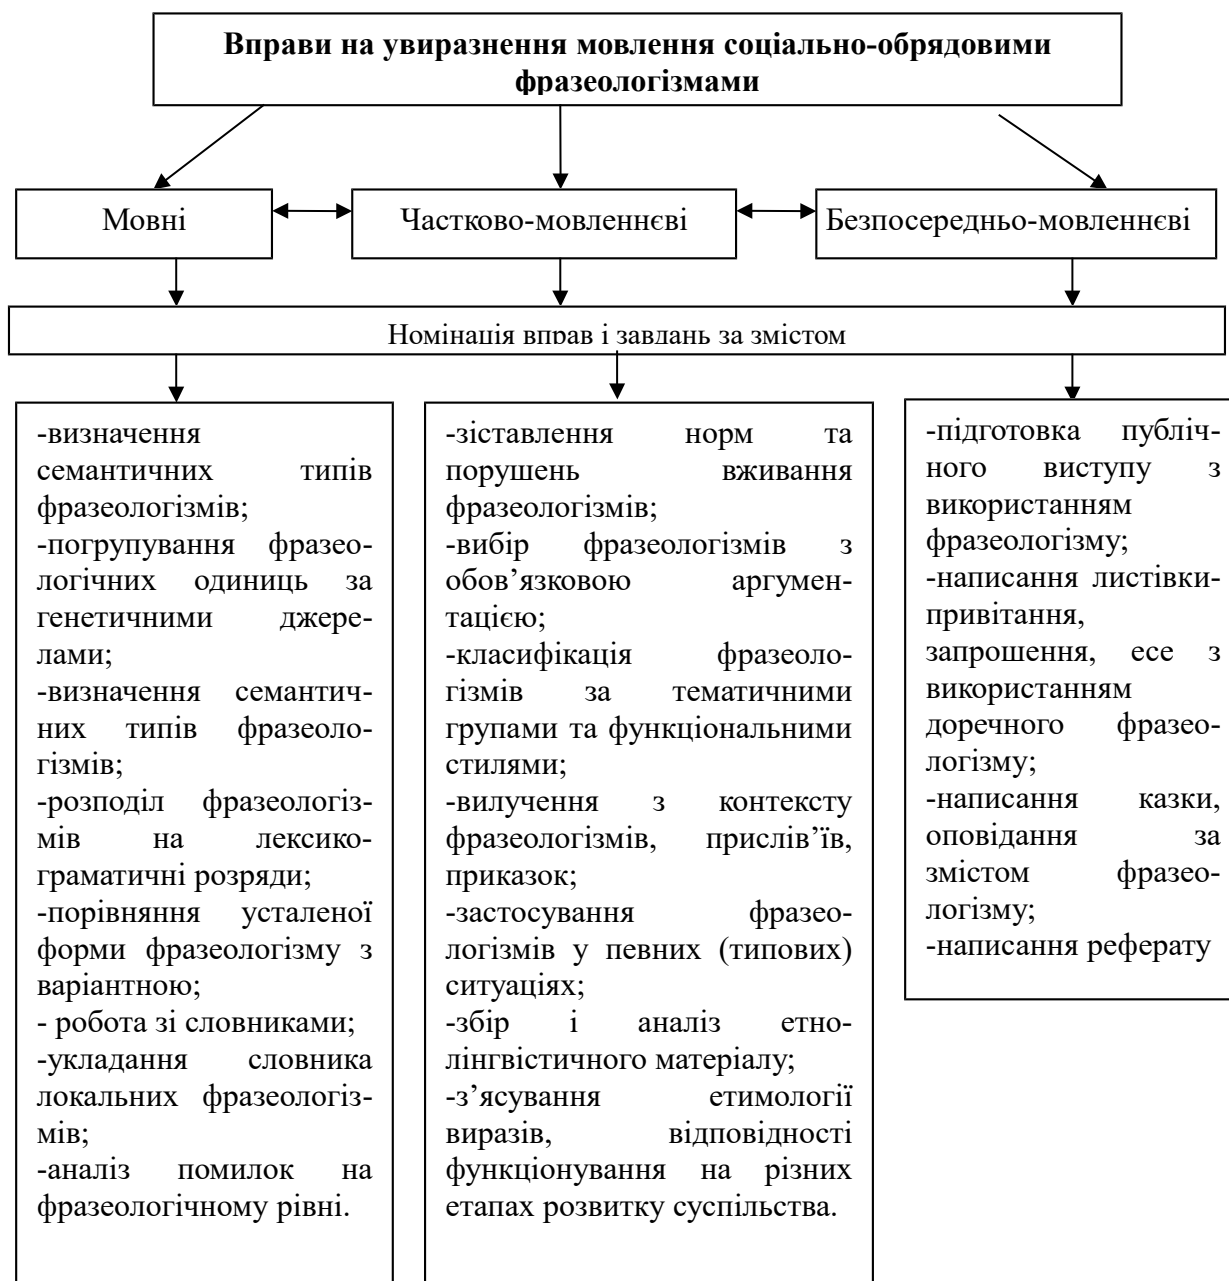 Вправи на увиразнення мовлення соціально-обрядовими
фразеологізмами
Мовні
Частково-мовленнєві
Безпосередньо-мовленнєві
Номінація вправ і завдань за змістом
-визначення
семантичних типів
фразеологізмів;
-погрупування фразео-
логічних одиниць за
генетичними джере-
лами;
-визначення семантич-
них типів фразеоло-
гізмів;
-розподіл фразеологіз-
мів на лексико-
граматичні розряди;
-порівняння усталеної
форми фразеологізму з
варіантною;
- робота зі словниками;
-укладання словника
локальних фразеологіз-
мів;
-аналіз помилок на
фразеологічному рівні.
-зіставлення норм та
порушень вживання
фразеологізмів;
-вибір фразеологізмів з
обов’язковою аргумен-
тацією;
-класифікація фразеоло-
гізмів за тематичними
групами та функціональними
стилями;
-вилучення з контексту
фразеологізмів, прислів’їв,
приказок;
-застосування фразео-
логізмів у певних (типових)
ситуаціях;
-збір і аналіз етно-
лінгвістичного матеріалу;
-з’ясування етимології
виразів, відповідності
функціонування на різних
етапах розвитку суспільства.
-підготовка публіч-
ного виступу з
використанням
фразеологізму;
-написання листівки-
привітання,
запрошення, есе з
використанням
доречного фразео-
логізму;
-написання казки,
оповідання за
змістом фразео-
логізму;
-написання реферату